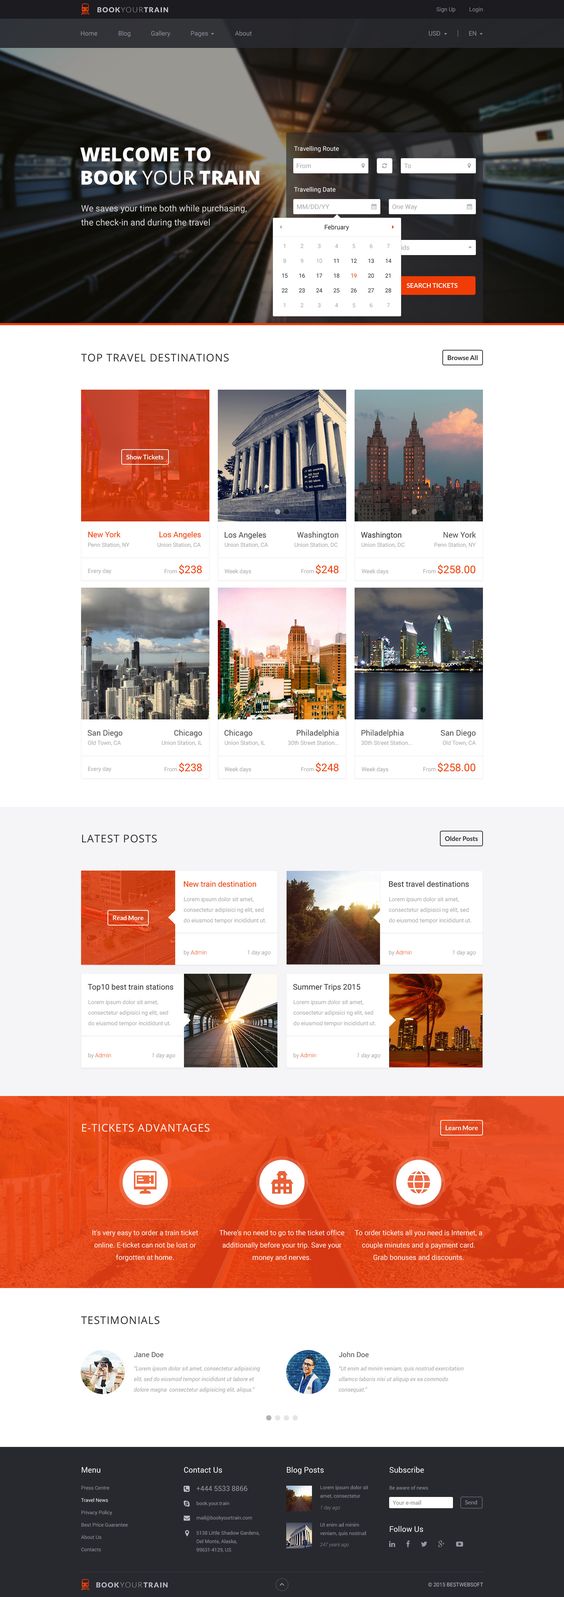 BOOKYOURTRAIN
Sign Up Login
Home Blog Gallery Pages About
USD | EN
WELCOME TO
BOOK YOUR TRAIN
We saves your time both while purchasing,
the check-in and during the travel
Travelling Route
From To
Travelling Date
MM/DD/YY One Way
February
1 2 3 4 5 6 7
8 9 10 11 12 13 14
15 16 17 18 19 20 21
22 23 24 25 26 27 28
1 2 3 4 5 6 7
SEARCH TICKETS
TOP TRAVEL DESTINATIONS
Browse All
Show Tickets
New York Los Angeles
Penn Station, NY Union Station, CA
Every day From $238
Los Angeles Washington
Union Station, CA Union Station, DC
Week days From $248
Washington New York
Union Station, DC Penn Station, NY
Week days From $258.00
San Diego Chicago
Old Town, CA Union Station, IL
Every day From $238
Chicago Philadelphia
Union Station, IL 30th Street Station...
Week days From $248
Philadelphia San Diego
30th Street Station... Old Town, CA
Week days From $258.00
LATEST POSTS
Older Posts
Read More
New train destination
Lorem ipsum dolor sit amet,
consectetur adipisici ng elit, sed
do eiusmod tempor incididunt ut.
by Admin 1 day ago
Best travel destinations
Lorem ipsum dolor sit amet,
consectetur adipisici ng elit, sed
do eiusmod tempor incididunt ut.
by Admin 1 day ago
Top10 best train stations
Lorem ipsum dolor sit amet,
consectetur adipisici ng elit, sed
do eiusmod tempor incididunt ut.
by Admin 1 day ago
Summer Trips 2015
Lorem ipsum dolor sit amet,
consectetur adipisici ng elit, sed
do eiusmod tempor incididunt ut.
by Admin 1 day ago
E-TICKETS ADVANTAGES
Learn More
It's very easy to order a train ticket
online. E-ticket can not be lost or
forgotten at home.
There's no need to go to the ticket office
additionally before your trip. Save your
money and nerves.
To order tickets all you need is Internet, a
couple minutes and a payment card.
Grab bonuses and discounts.
TESTIMONIALS
Jane Doe
"Lorem ipsum dolor sit amet, consectetur adipisicing
elit, sed do eiusmod tempor incididunt ut labore et
dolore magna consectetur adipisicing elit, aliqua."
John Doe
"Ut enim ad minim veniam, quis nostrud exercitation
ullamco laboris nisi ut aliquip ex ea commodo
consequat."
Menu
Press Centre
Travel News
Privacy Policy
Best Price Guarantee
About Us
Contacts
Contact Us
+444 5533 8866
book.your.train
mail@bookyourtrain.com
5138 Little Shadow Gardens,
Del Monte, Alaska,
99631-4129, US
Blog Posts
Lorem ipsum dolor sit
amet, consectetur
1 day ago
Ut enim ad minim
veniam, quis nostrud
247 years ago
Subscribe
Be aware of news
Your e-mail Send
Follow Us
BOOKYOURTRAIN
© 2015 BESTWEBSOFT